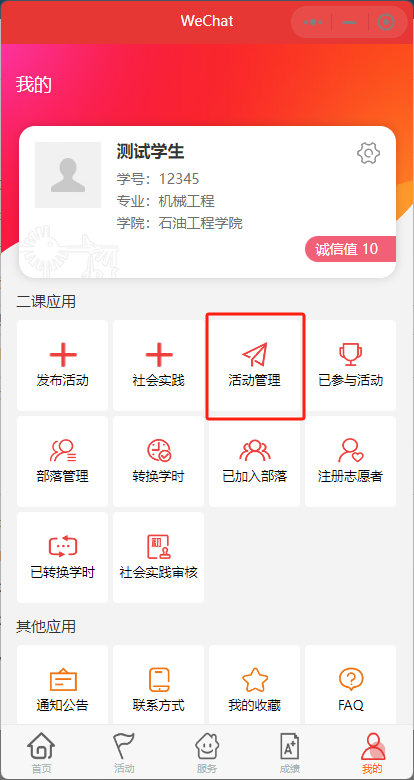 WeChat
我的
测试学生
学号：12345
专业：机械工程
学院：石油工程学院
诚信值 10
二课应用
发布活动 社会实践 活动管理 已参与活动
部落管理 转换学时 已加入部落 注册志愿者
初
已转换学时 社会实践审核
其他应用
通知公告 联系方式 我的收藏 FAQ
A+
首页 活动 服务 成绩 我的